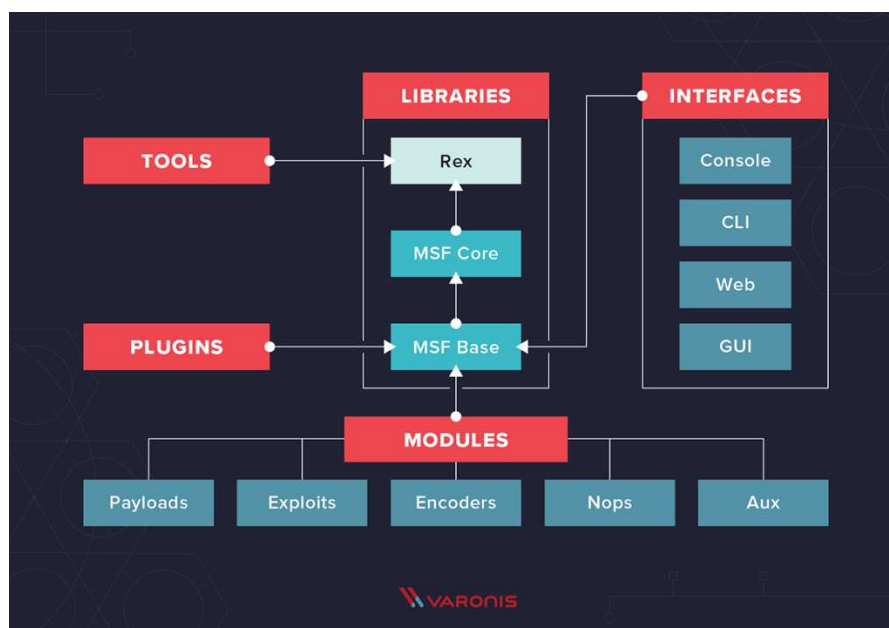 LIBRARIES
INTERFACES
TOOLS
Rex
Console
MSF Core
CLI
Web
PLUGINS
MSF Base
GUI
MODULES
Payloads
Exploits
Encoders
Nops
Aux
VARONIS